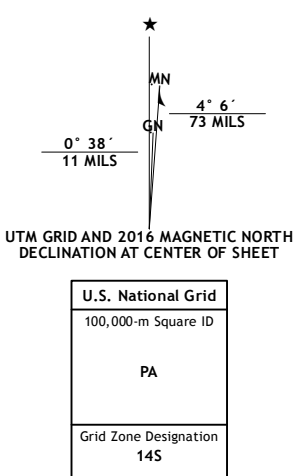 ★
MN
4° 6´
73 MILS
GN
0° 38´
11 MILS
UTM GRID AND 2016 MAGNETIC NORTH
DECLINATION AT CENTER OF SHEET
U.S. National Grid
100,000-m Square ID
PA
Grid Zone Designation
14S